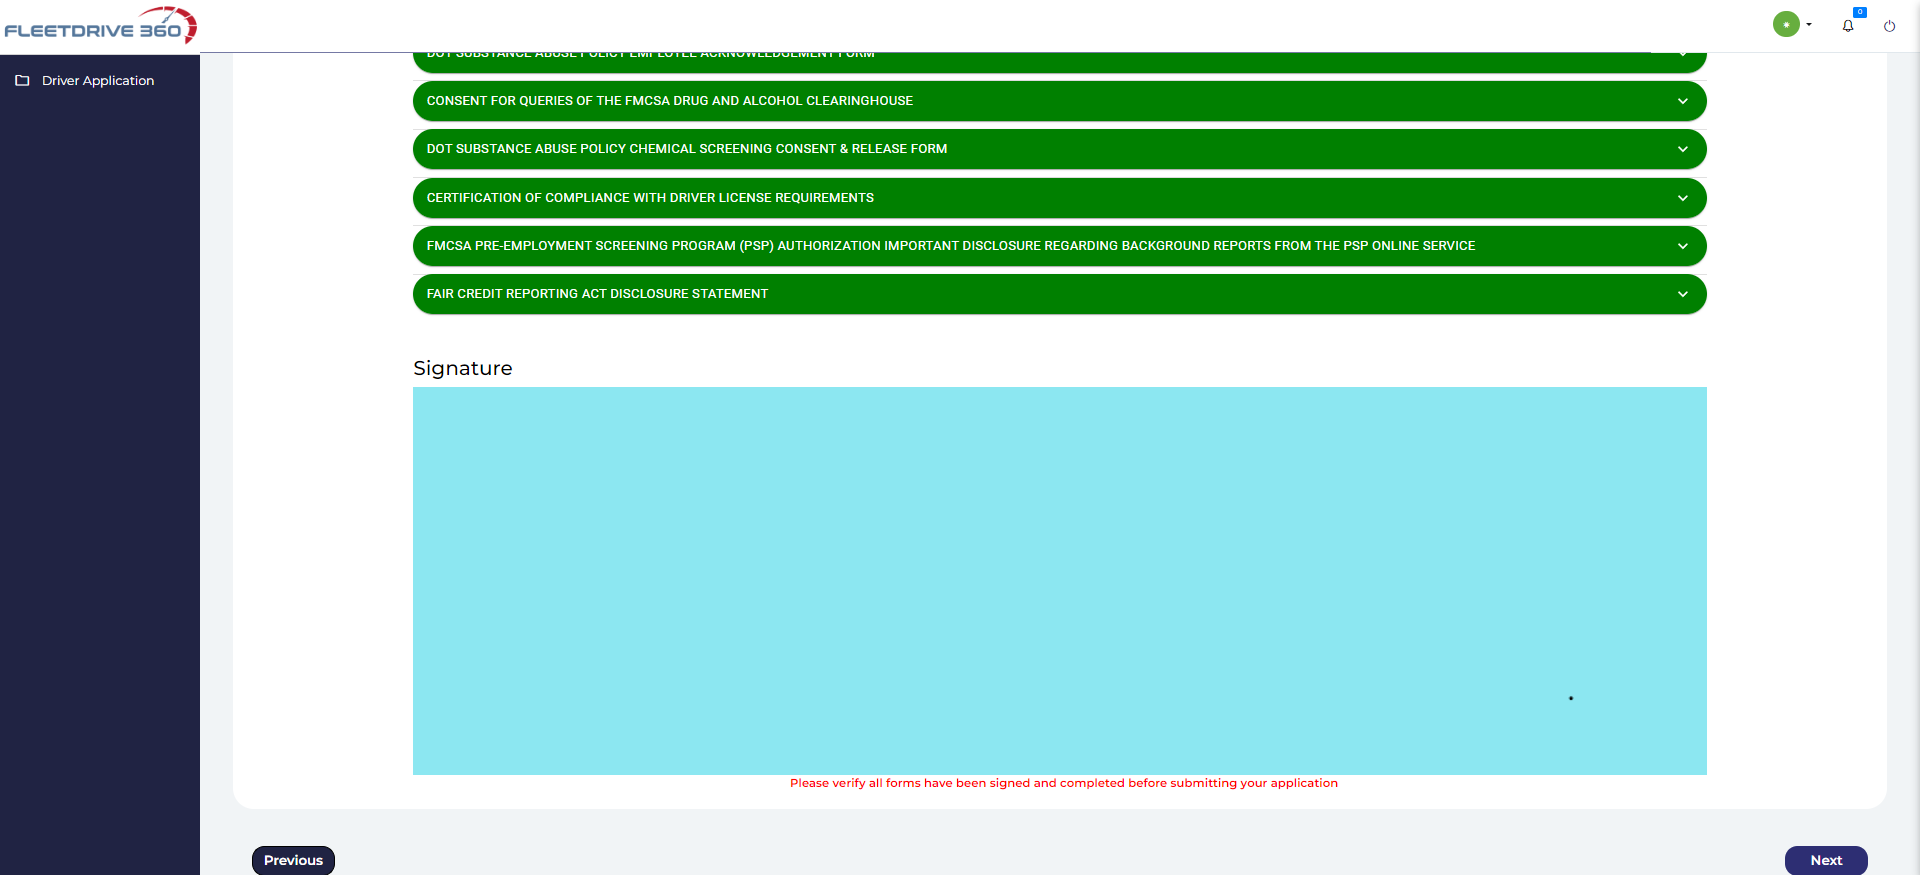 FLEETDRIVE 360
0
Driver Application
DOT SUBSTANCE ABUSE POLICY EMPLOYEE ACKNOWLEDGEMENT FORM
CONSENT FOR QUERIES OF THE FMCSA DRUG AND ALCOHOL CLEARINGHOUSE
DOT SUBSTANCE ABUSE POLICY CHEMICAL SCREENING CONSENT & RELEASE FORM
CERTIFICATION OF COMPLIANCE WITH DRIVER LICENSE REQUIREMENTS
FMCSA PRE-EMPLOYMENT SCREENING PROGRAM (PSP) AUTHORIZATION IMPORTANT DISCLOSURE REGARDING BACKGROUND REPORTS FROM THE PSP ONLINE SERVICE
FAIR CREDIT REPORTING ACT DISCLOSURE STATEMENT
Signature
Please verify all forms have been signed and completed before submitting your application
Previous
Next